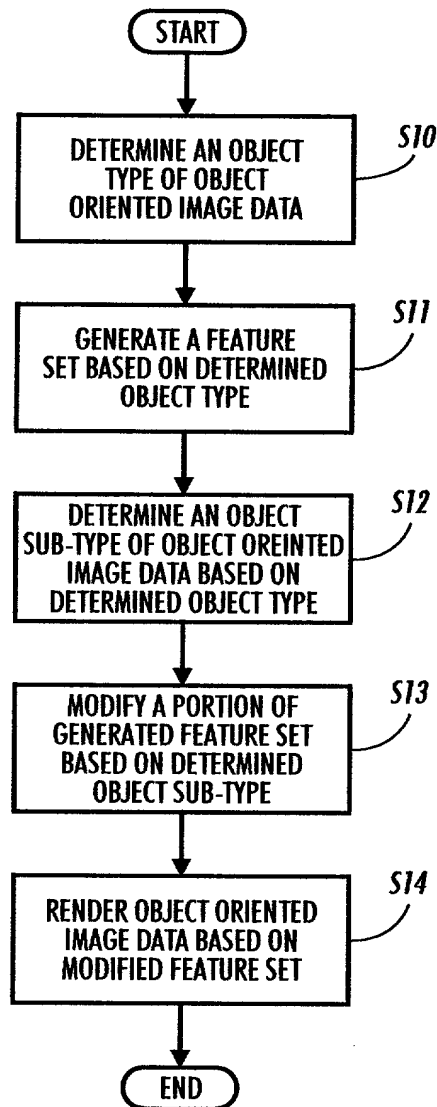 START
DETERMINE AN OBJECT
TYPE OF OBJECT
ORIENTED IMAGE DATA
S10
GENERATE A FEATURE
SET BASED ON DETERMINED
OBJECT TYPE
S11
DETERMINE AN OBJECT
SUB-TYPE OF OBJECT OREINTED
IMAGE DATA BASED ON
DETERMINED OBJECT TYPE
S12
MODIFY A PORTION OF
GENERATED FEATURE SET
BASED ON DETERMINED
OBJECT SUB-TYPE
S13
RENDER OBJECT ORIENTED
IMAGE DATA BASED ON
MODIFIED FEATURE SET
S14
END